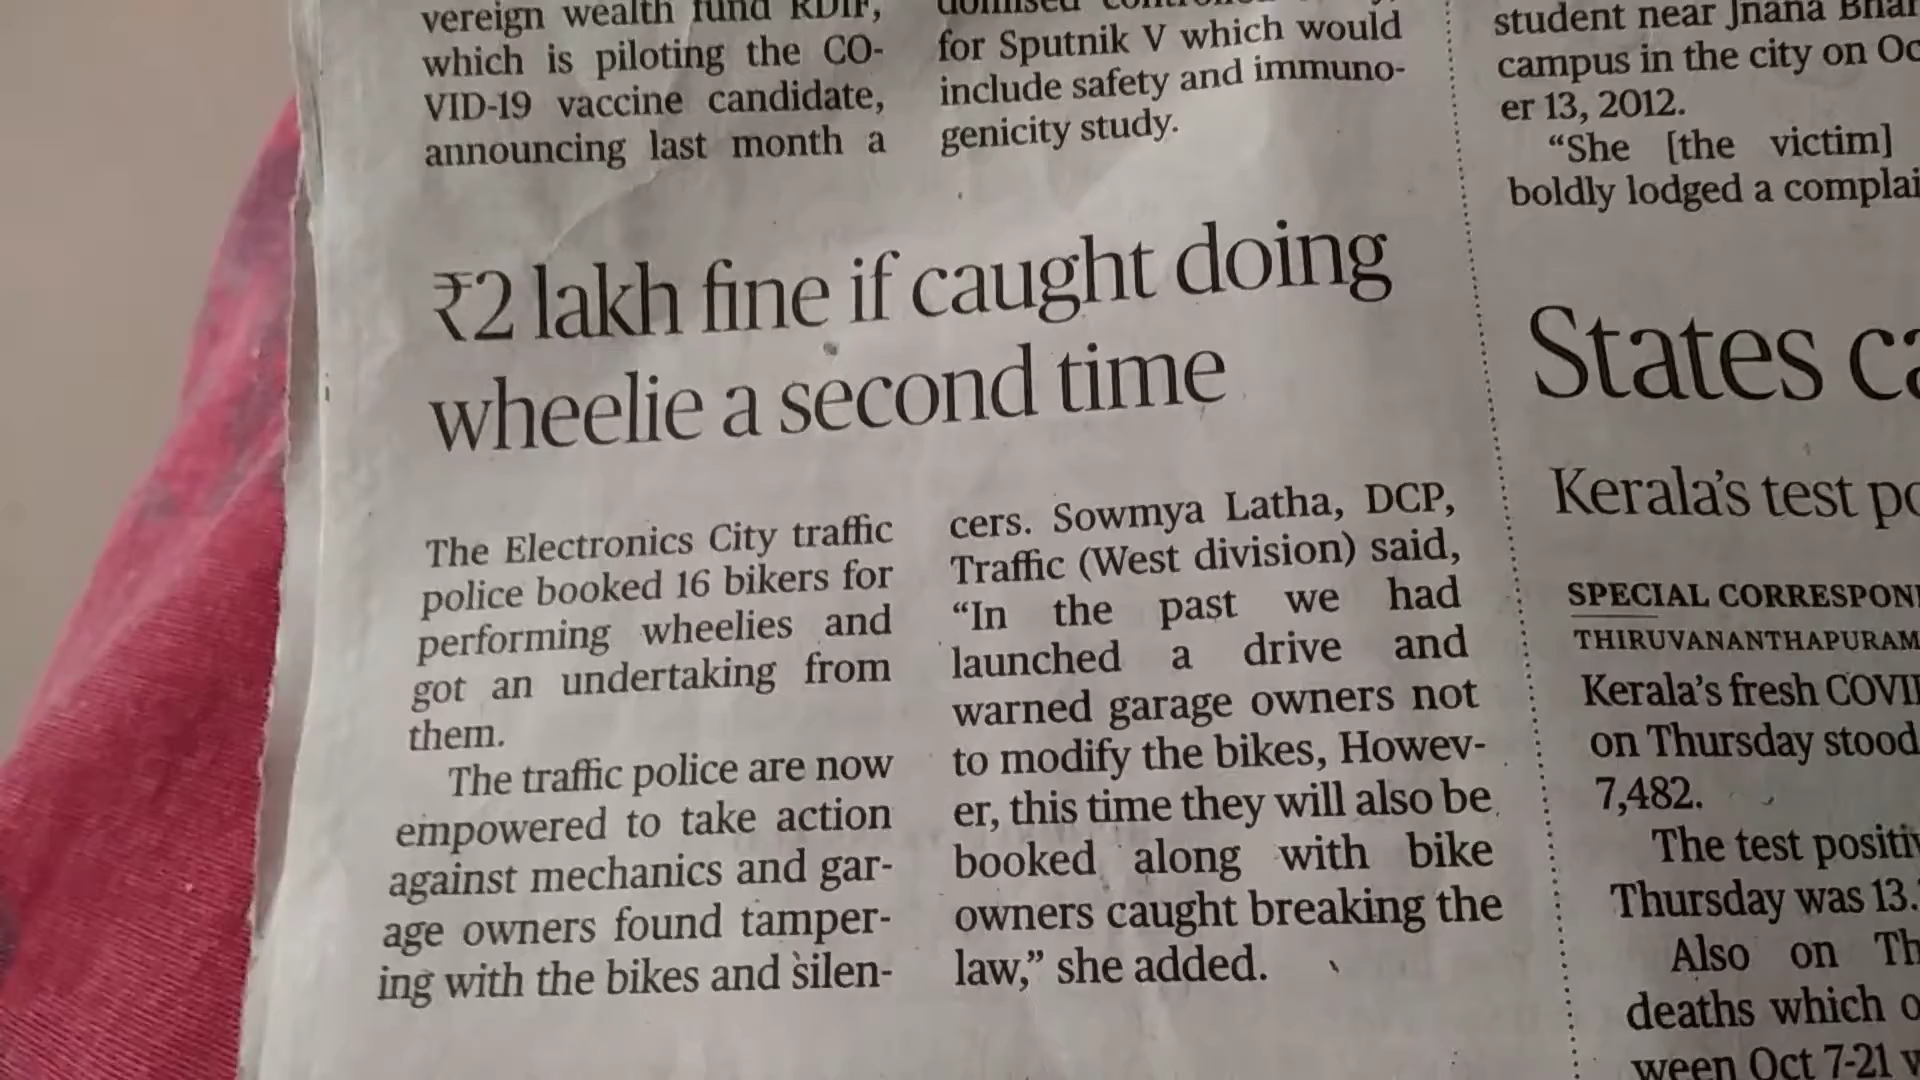 vereign wealth fund RDIF,
which is piloting the CO-
VID-19 vaccine candidate,
announcing last month a
for Sputnik V which would
include safety and immuno-
genicity study.
₹2 lakh fine if caught doing
wheelie a second time
The Electronics City traffic
police booked 16 bikers for
performing wheelies and
got an undertaking from
them.
The traffic police are now
empowered to take action
against mechanics and gar-
age owners found tamper-
ing with the bikes and silen-
cers. Sowmya Latha, DCP,
Traffic (West division) said,
“In the past we had
launched a drive and
warned garage owners not
to modify the bikes, Howev-
er, this time they will also be
booked along with bike
owners caught breaking the
law,” she added.
student near Jnana
campus in the city on
er 13, 2012.
“She [the victim]
boldly lodged a
States
Kerala’s test
SPECIAL
THIRUVANANTHAPURAM
Kerala’s fresh
on Thursday stood
7,482.
The test
Thursday was 13.
Also on
deaths which
ween Oct 7-21